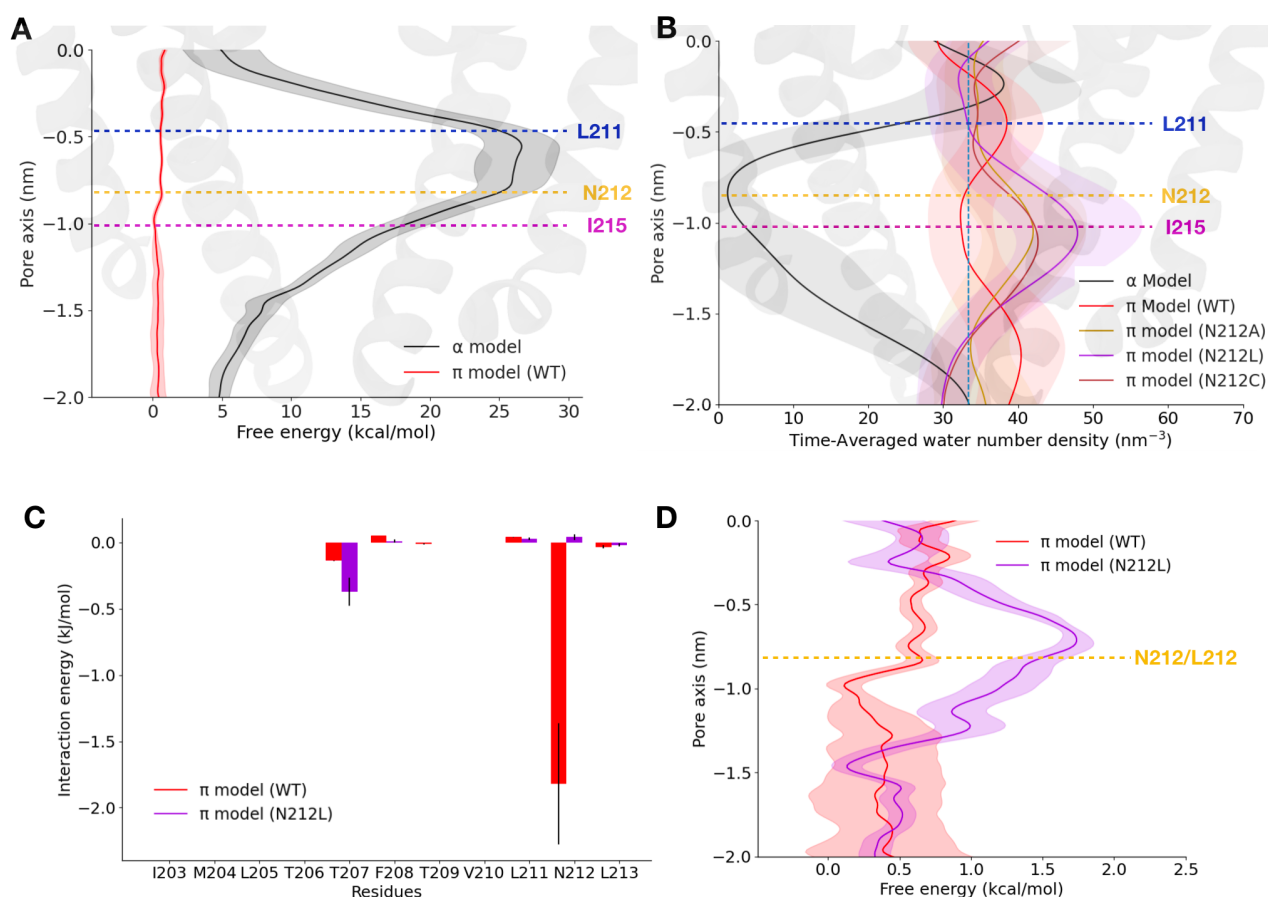 A
0.0
−0.5
−1.0
−1.5
−2.0
Pore axis (nm)
L211
N212
I215
α model
π model (WT)
0 5 10 15 20 25 30
Free energy (kcal/mol)
B
0.0
−0.5
−1.0
−1.5
−2.0
Pore axis (nm)
L211
N212
I215
α Model
π Model (WT)
π model (N212A)
π model (N212L)
π model (N212C)
0 10 20 30 40 50 60 70
Time-Averaged water number density (nm⁻³)
C
0.0
−0.5
−1.0
−1.5
−2.0
Interaction energy (kJ/mol)
π model (WT)
π model (N212L)
I203 M204 L205 T206 T207 F208 T209 V210 L211 N212 L213
Residues
D
0.0
−0.5
−1.0
−1.5
−2.0
Pore axis (nm)
π model (WT)
π model (N212L)
N212/L212
0.0 0.5 1.0 1.5 2.0 2.5
Free energy (kcal/mol)